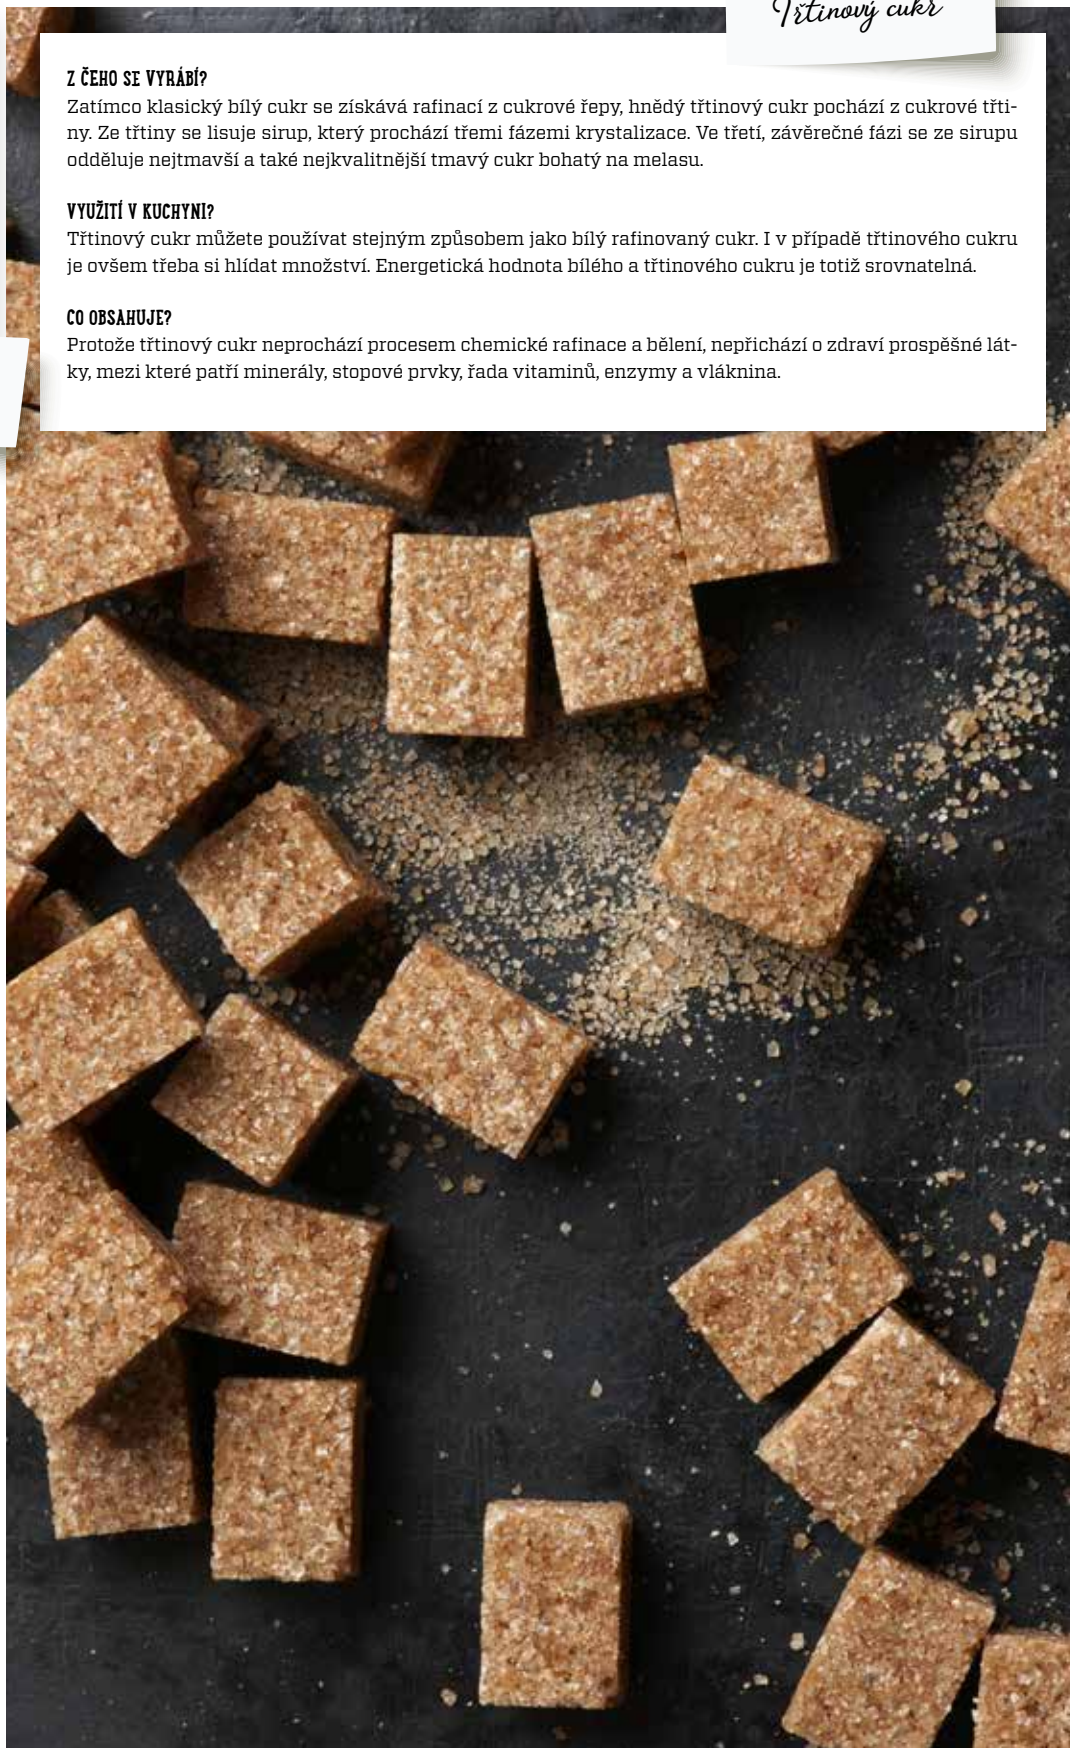 Třtinový cukr
Z ČEHO SE VYRÁBÍ?
Zatímco klasický bílý cukr se získává rafinací z cukrové řepy, hnědý třtinový cukr pochází z cukrové třti-
ny. Ze třtiny se lisuje sirup, který prochází třemi fázemi krystalizace. Ve třetí, závěrečné fázi se ze sirupu
odděluje nejtmavší a také nejkvalitnější tmavý cukr bohatý na melasu.
VYUŽITÍ V KUCHYNI?
Třtinový cukr můžete používat stejným způsobem jako bílý rafinovaný cukr. I v případě třtinového cukru
je ovšem třeba si hlídat množství. Energetická hodnota bílého a třtinového cukru je totiž srovnatelná.
CO OBSAHUJE?
Protože třtinový cukr neprochází procesem chemické rafinace a bělení, nepřichází o zdraví prospěšné lát-
ky, mezi které patří minerály, stopové prvky, řada vitaminů, enzymy a vláknina.